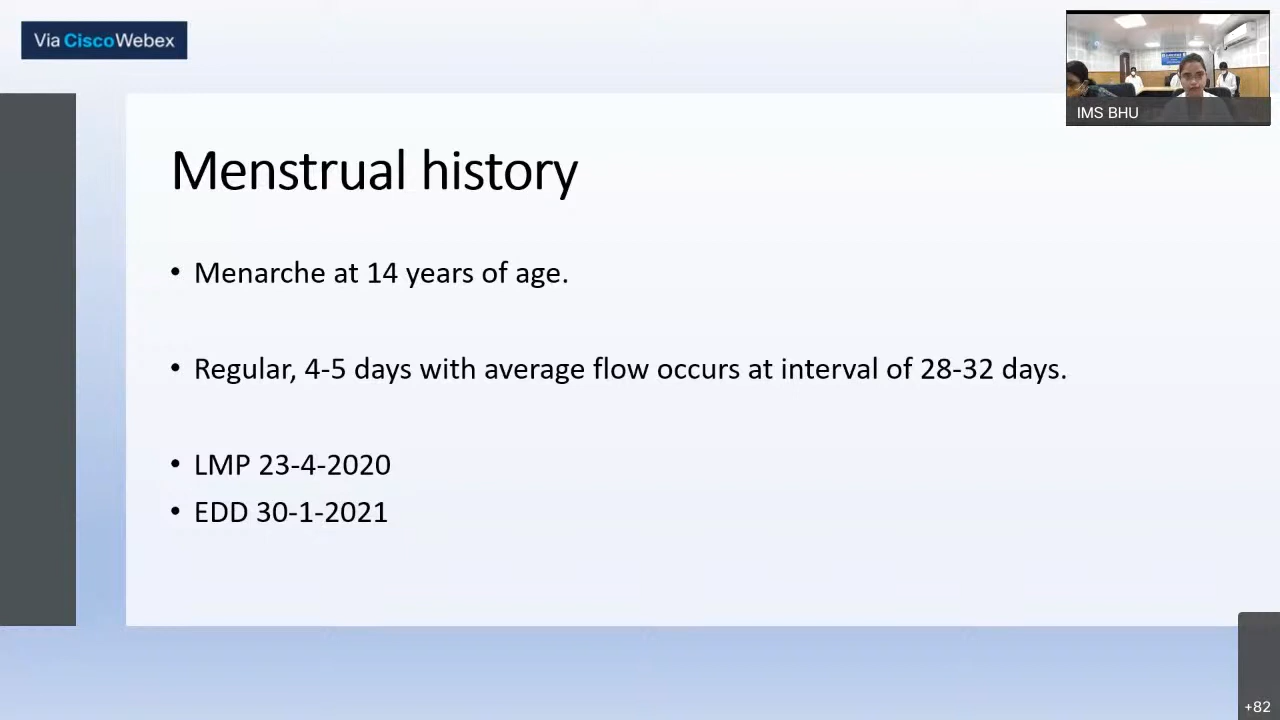 Via CiscoWebex
IMS BHU
Menstrual history
• Menarche at 14 years of age.
• Regular, 4-5 days with average flow occurs at interval of 28-32 days.
• LMP 23-4-2020
• EDD 30-1-2021
+82